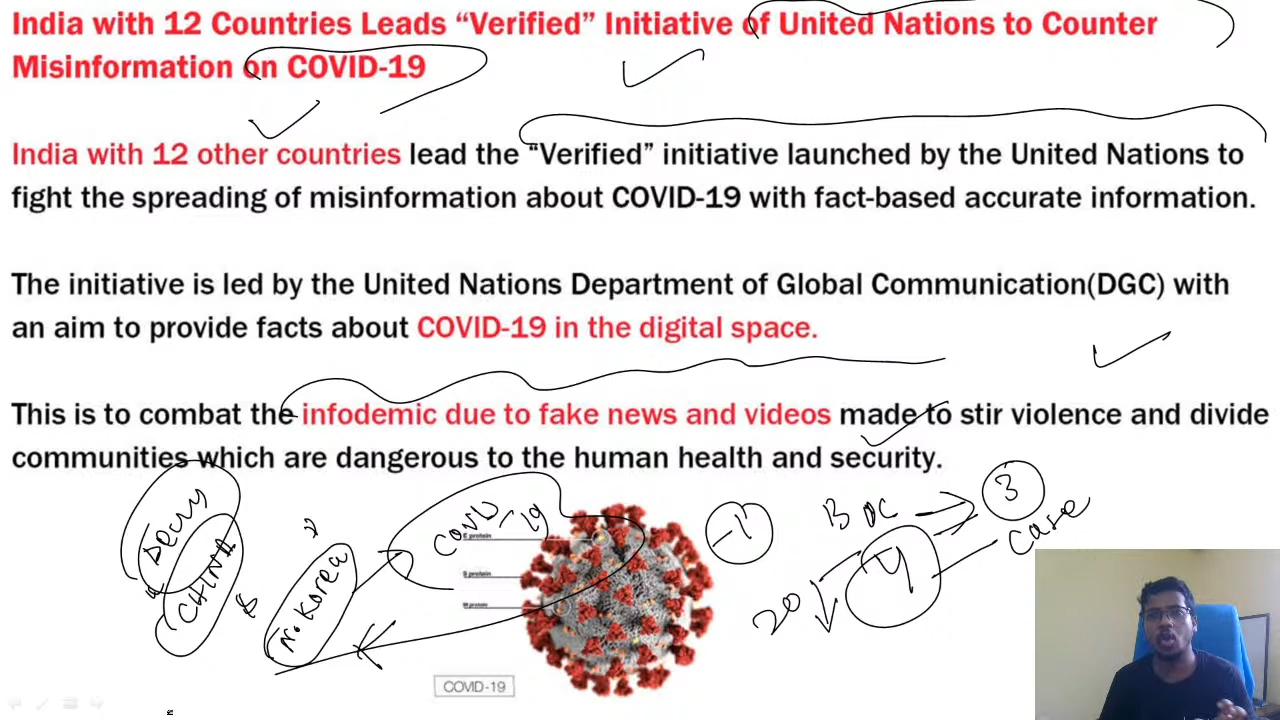 India with 12 Countries Leads “Verified” Initiative of United Nations to Counter
Misinformation on COVID-19
India with 12 other countries lead the “Verified” initiative launched by the United Nations to
fight the spreading of misinformation about COVID-19 with fact-based accurate information.
The initiative is led by the United Nations Department of Global Communication(DGC) with
an aim to provide facts about COVID-19 in the digital space.
This is to combat the infodemic due to fake news and videos made to stir violence and divide
communities which are dangerous to the human health and security.
CHINA
N. Korea
COVID-19
E protein
S protein
M protein
COVID-19
-1
3
case
20